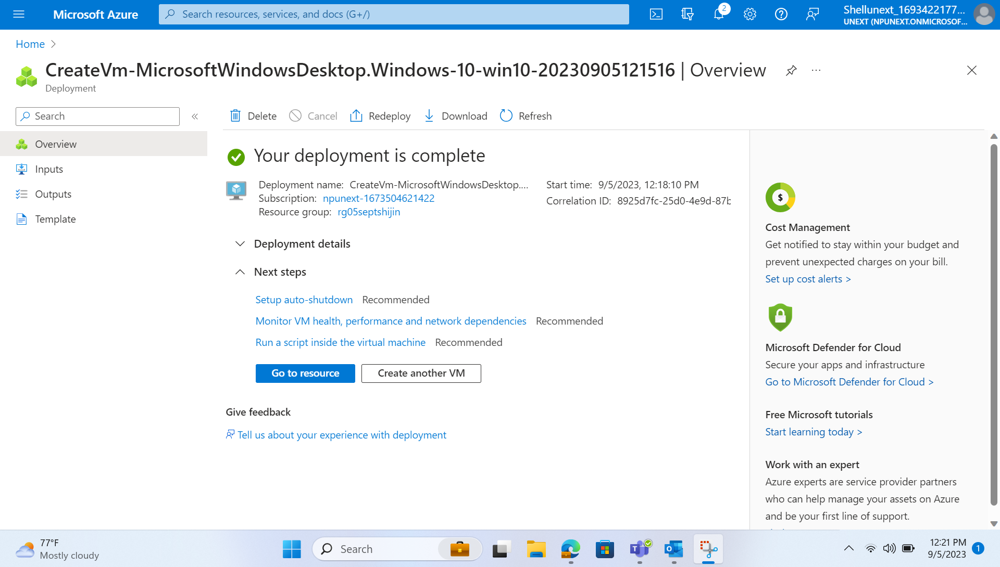 Microsoft Azure
Search resources, services, and docs (G+/)
2
Shellunext_1693422177...
UNEXT (NPUNEXT.ONMICROSOF...
Home
CreateVm-MicrosoftWindowsDesktop.Windows-10-win10-20230905121516 | Overview
...
Deployment
Search
«
Delete
Cancel
Redeploy
Download
Refresh
Overview
Inputs
Outputs
Template
Your deployment is complete
Deployment name: CreateVm-MicrosoftWindowsDesktop....
Subscription: npunext-1673504621422
Resource group: rg05septshijin
Start time: 9/5/2023, 12:18:10 PM
Correlation ID: 8925d7fc-25d0-4e9d-87b
Deployment details
Next steps
Setup auto-shutdown Recommended
Monitor VM health, performance and network dependencies Recommended
Run a script inside the virtual machine Recommended
Go to resource
Create another VM
Give feedback
Tell us about your experience with deployment
$
Cost Management
Get notified to stay within your budget and
prevent unexpected charges on your bill.
Set up cost alerts >
Microsoft Defender for Cloud
Secure your apps and infrastructure
Go to Microsoft Defender for Cloud >
Free Microsoft tutorials
Start learning today >
Work with an expert
Azure experts are service provider partners
who can help manage your assets on Azure
and be your first line of support.
77°F
Mostly cloudy
Search
12:21 PM
9/5/2023
1